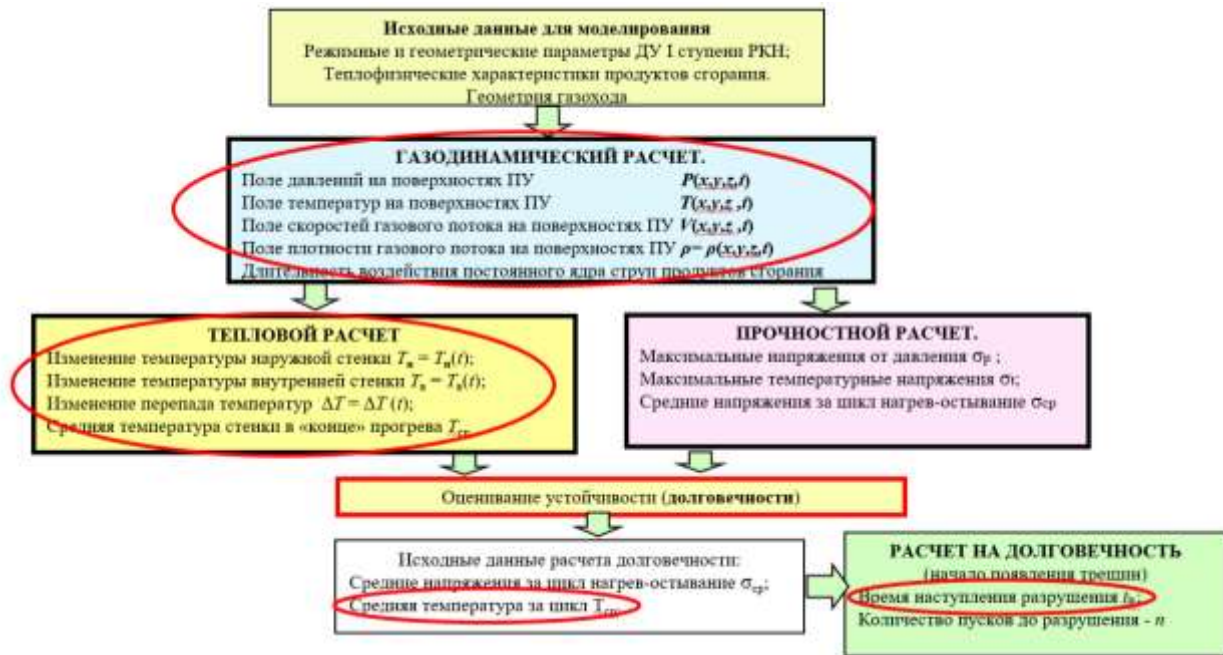 Исходные данные для моделирования
Режимные и геометрические параметры ДУ I ступени РКН;
Теплофизические характеристики продуктов сгорания.
Геометрия газохода
ГАЗОДИНАМИЧЕСКИЙ РАСЧЕТ.
Поле давлений на поверхностях ПУ P(x,y,z,t)
Поле температур на поверхностях ПУ T(x,y,z ,t)
Поле скоростей газового потока на поверхностях ПУ V(x,y,z ,t)
Поле плотности газового потока на поверхностях ПУ ρ= ρ(x,y,z,t)
Длительность воздействия постоянного ядра струи продуктов сгорания
ТЕПЛОВОЙ РАСЧЕТ
Изменение температуры наружной стенки Tн = Tн(t);
Изменение температуры внутренней стенки Tв = Tв(t);
Изменение перепада температур ΔT = ΔT (t);
Средняя температура стенки в «конце» прогрева Tср
ПРОЧНОСТНОЙ РАСЧЕТ.
Максимальные напряжения от давления σp ;
Максимальные температурные напряжения σt;
Средние напряжения за цикл нагрев-остывание σср
Оценивание устойчивости (долговечности)
Исходные данные расчета долговечности:
Средние напряжения за цикл нагрев-остывание σср;
Средняя температура за цикл Tср.
РАСЧЕТ НА ДОЛГОВЕЧНОСТЬ
(начало появления трещин)
Время наступления разрушения
Количество пусков до разрушения - n